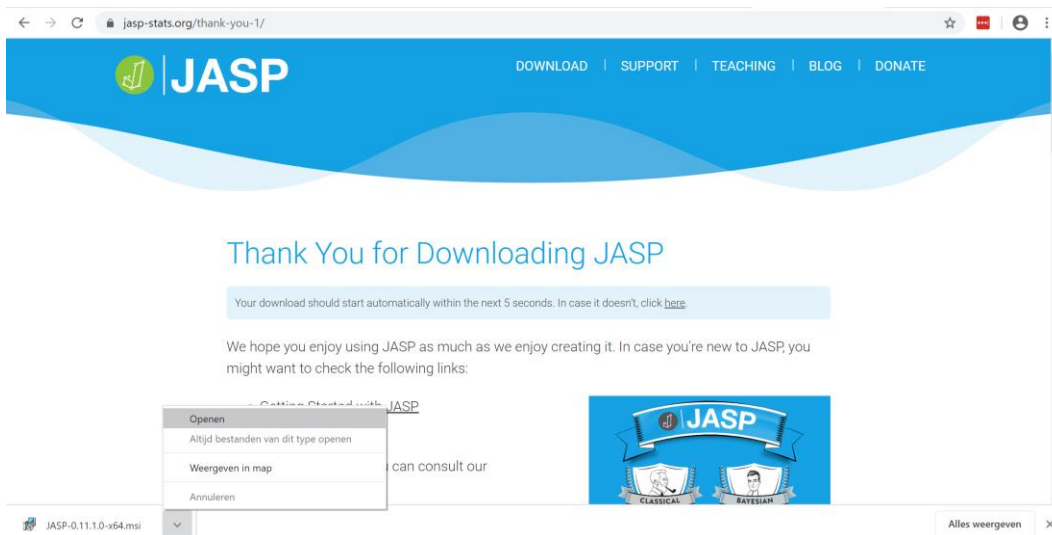 jasp-stats.org/thank-you-1/
JASP
DOWNLOAD | SUPPORT | TEACHING | BLOG | DONATE
Thank You for Downloading JASP
Your download should start automatically within the next 5 seconds. In case it doesn't, click here.
We hope you enjoy using JASP as much as we enjoy creating it. In case you're new to JASP, you
might want to check the following links:
Getting Started with JASP
JASP
Openen
Altijd bestanden van dit type openen
Weergeven in map
can consult our
Annuleren
CLASSICAL
BAYESIAN
JASP-0.11.1.0-x64.msi
Alles weergeven